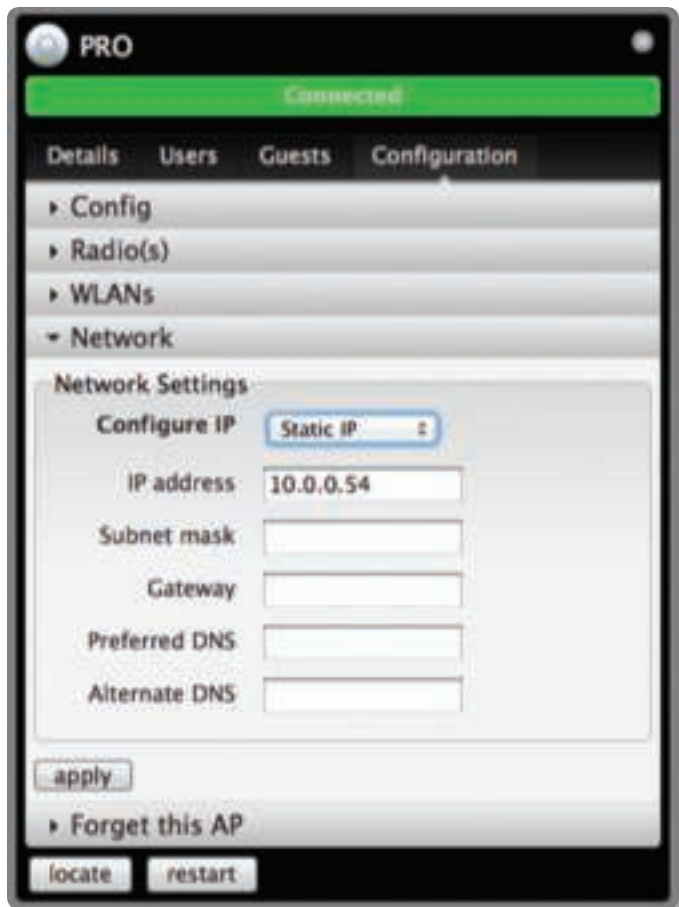 PRO
Connected
Details Users Guests Configuration
Config
Radio(s)
WLANs
Network
Network Settings
Configure IP Static IP
IP address 10.0.0.54
Subnet mask
Gateway
Preferred DNS
Alternate DNS
apply
Forget this AP
locate restart